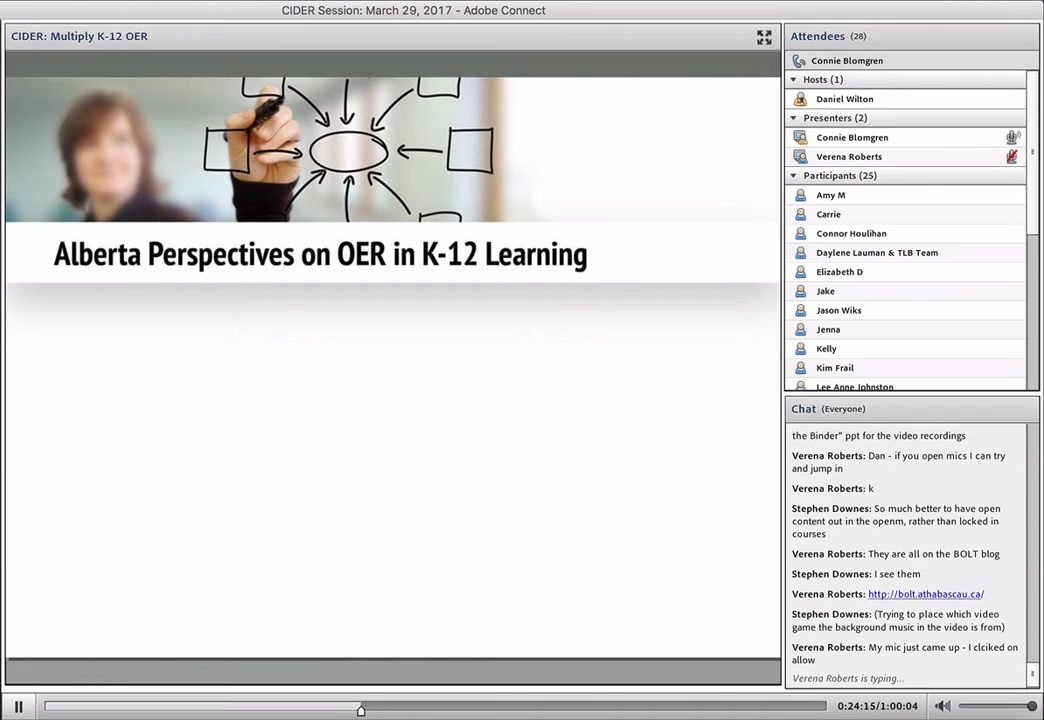 CIDER Session: March 29, 2017 - Adobe Connect
CIDER: Multiply K-12 OER
Alberta Perspectives on OER in K-12 Learning
Attendees (28)
Connie Blomgren
Hosts (1)
Daniel Wilton
Presenters (2)
Connie Blomgren
Verena Roberts
Participants (25)
Amy M
Carrie
Connor Houlihan
Daylene Lauman & TLB Team
Elizabeth D
Jake
Jason Wiks
Jenna
Kelly
Kim Frail
Lee Anne Johnston
Chat (Everyone)
the Binder" ppt for the video recordings
Verena Roberts: Dan - if you open mics I can try
and jump in
Verena Roberts: k
Stephen Downes: So much better to have open
content out in the openm, rather than locked in
courses
Verena Roberts: They are all on the BOLT blog
Stephen Downes: I see them
Verena Roberts: http://bolt.athabascau.ca/
Stephen Downes: (Trying to place which video
game the background music in the video is from)
Verena Roberts: My mic just came up - I clciked on
allow
Verena Roberts is typing...
0:24:15/1:00:04